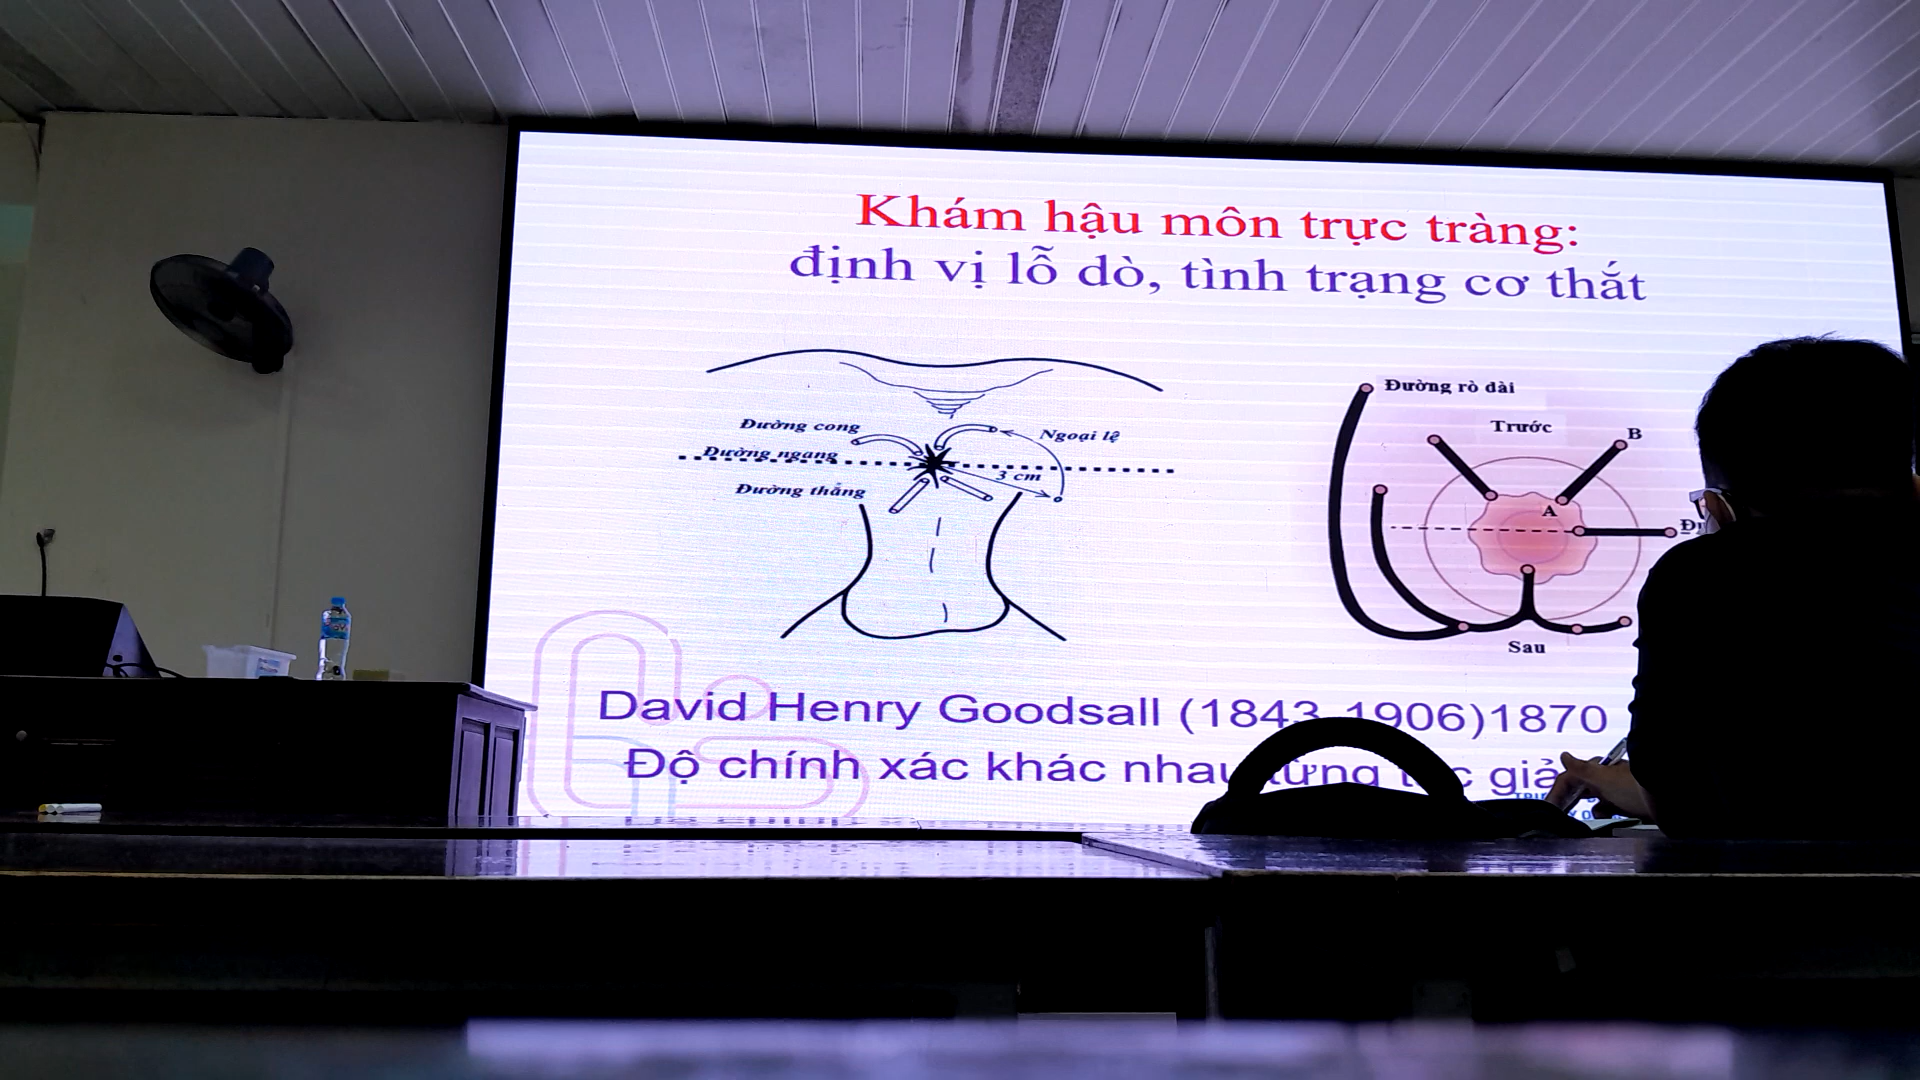 Khám hậu môn trực tràng:
định vị lỗ dò, tình trạng cơ thắt
Đường cong
Ngoại lệ
Đường ngang
3 cm
Đường thẳng
Đường rò dài
Trước
B
A
Sau
David Henry Goodsall (1843-1906)1870
Độ chính xác khác nhau từng giả